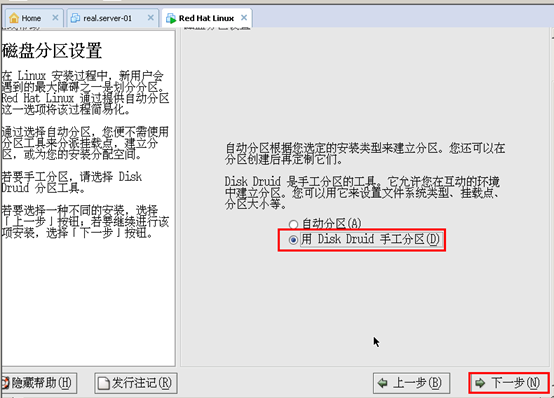 Home × real.server-01 × Red Hat Linux ×
磁盘分区设置
在 Linux 安装过程中，新用户会
遇到的最大障碍之一是划分分区。
Red Hat Linux 通过提供自动分区
这一选项将该过程简易化。
通过选择自动分区，您便不需使用
分区工具来分派挂载点，建立分
区，或为您的安装分配空间。
若要手工分区，请选择 Disk
Druid 分区工具。
若要选择一种不同的安装，选择
「上一步」按钮；若要继续进行该
项安装，选择「下一步」按钮。
自动分区根据您选定的安装类型来建立分区。您还可以在
分区创建后再定制它们。
Disk Druid 是手工分区的工具。它允许您在互动的环境
中建立分区。您可以用它来设置文件系统类型、挂载点、
分区大小等。
自动分区(A)
用 Disk Druid 手工分区(D)
隐藏帮助(H) 发行注记(R) 上一步(B) 下一步(N)